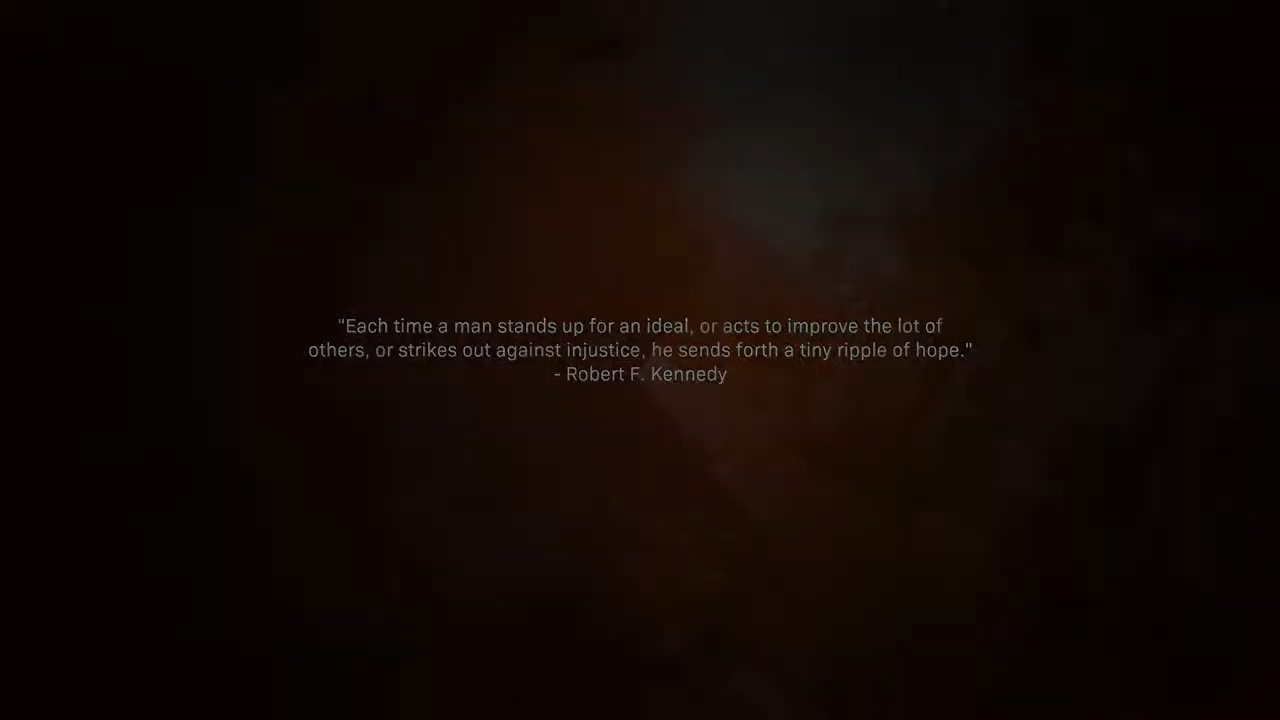 "Each time a man stands up for an ideal, or acts to improve the lot of
others, or strikes out against injustice, he sends forth a tiny ripple of hope."
- Robert F. Kennedy